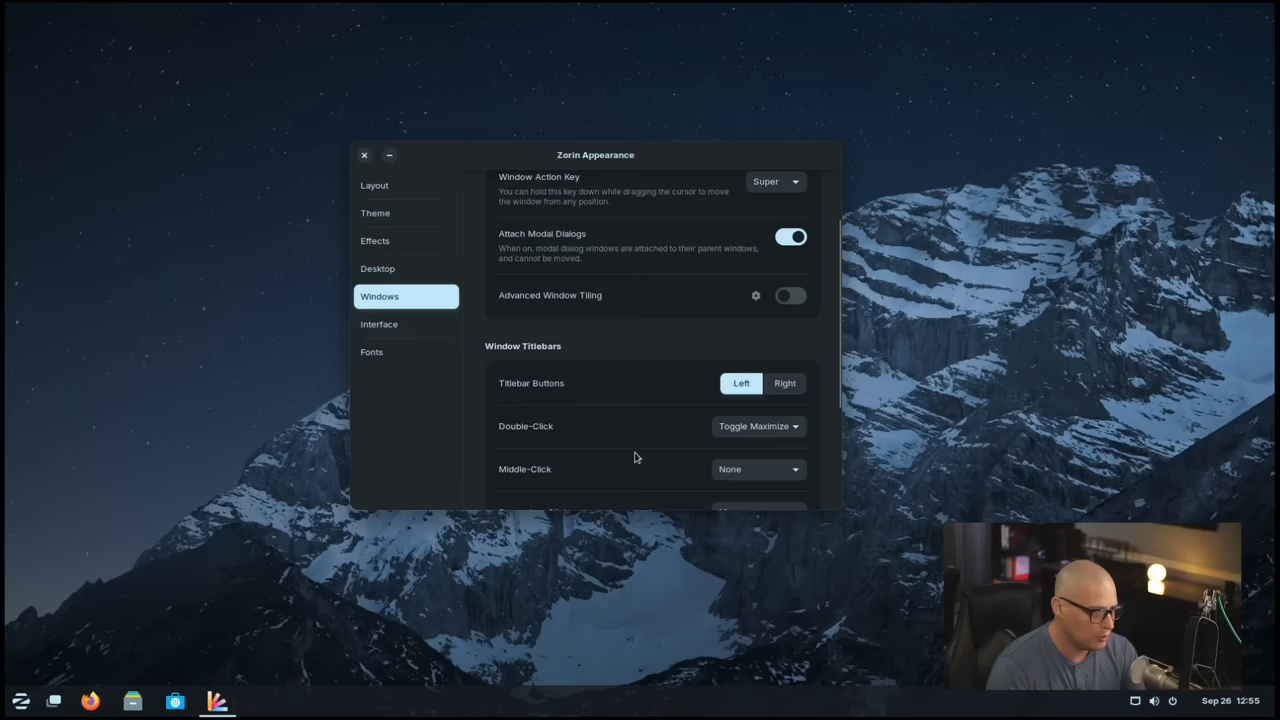 Zorin Appearance
Layout
Theme
Effects
Desktop
Windows
Interface
Fonts
Window Action Key
Super
You can hold this key down while dragging the cursor to move
the window from any position.
Attach Modal Dialogs
When on, modal dialog windows are attached to their parent windows,
and cannot be moved.
Advanced Window Tiling
Window Titlebars
Titlebar Buttons
Left
Right
Double-Click
Toggle Maximize
Middle-Click
None
Sep 26 12:55